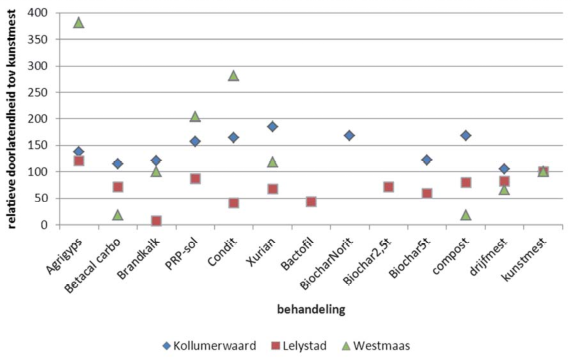 relatieve doorlatendheid tov kunstmest
400
350
300
250
200
150
100
50
0
Agrigyps
Betacal carbo
Brandkalk
PRP-sol
Condit
Xurian
Bactofil
BiocharNorit
Biochar2,5t
Biochar5t
compost
drijfmest
kunstmest
behandeling
Kollumerwaard
Lelystad
Westmaas